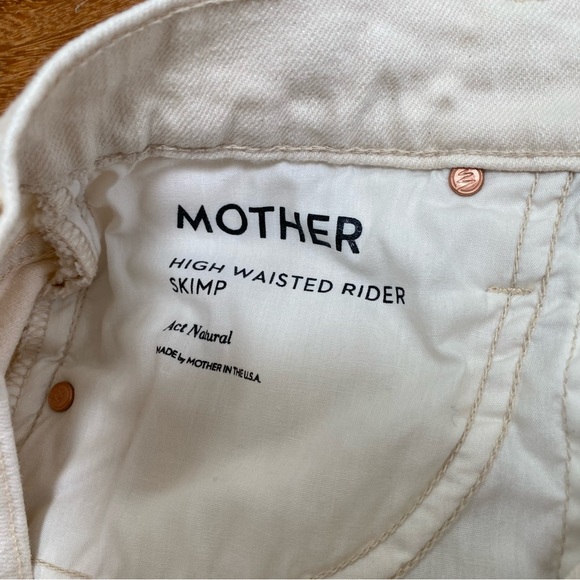 MOTHER
HIGH WAISTED RIDER
SKIMP
Act Natural
MADE by MOTHER IN THE U.S.A.